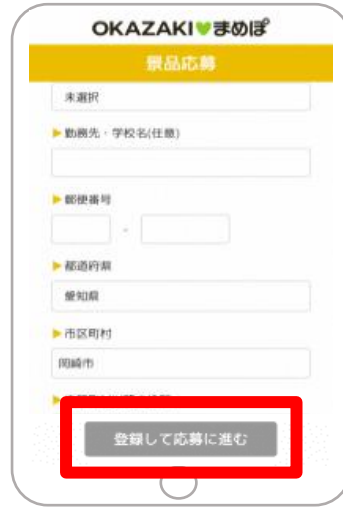 OKAZAKI まめぽ
景品応募
未選択
▶勤務先・学校名(任意)
▶郵便番号
-
▶都道府県
愛知県
▶市区町村
岡崎市
登録して応募に進む